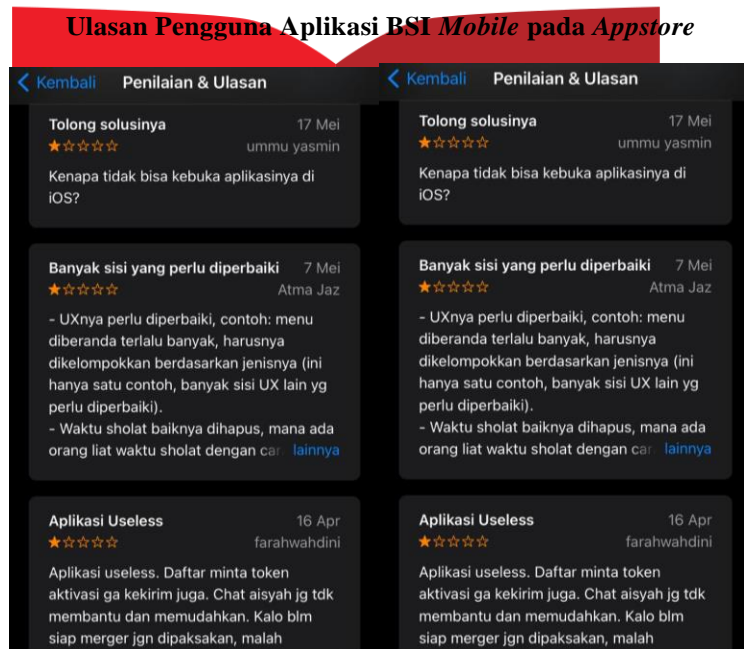 Ulasan Pengguna Aplikasi BSI Mobile pada Appstore
Kembali Penilaian & Ulasan
Tolong solusinya 17 Mei
ummu yasmin
Kenapa tidak bisa kebuka aplikasinya di
iOS?
Banyak sisi yang perlu diperbaiki 7 Mei
Atma Jaz
- UXnya perlu diperbaiki, contoh: menu
diberanda terlalu banyak, harusnya
dikelompokkan berdasarkan jenisnya (ini
hanya satu contoh, banyak sisi UX lain yg
perlu diperbaiki).
- Waktu sholat baiknya dihapus, mana ada
orang liat waktu sholat dengan car lainnya
Aplikasi Useless 16 Apr
farahwahdini
Aplikasi useless. Daftar minta token
aktivasi ga kekirim juga. Chat aisyah jg tdk
membantu dan memudahkan. Kalo blm
siap merger jgn dipaksakan, malah
Kembali Penilaian & Ulasan
Tolong solusinya 17 Mei
ummu yasmin
Kenapa tidak bisa kebuka aplikasinya di
iOS?
Banyak sisi yang perlu diperbaiki 7 Mei
Atma Jaz
- UXnya perlu diperbaiki, contoh: menu
diberanda terlalu banyak, harusnya
dikelompokkan berdasarkan jenisnya (ini
hanya satu contoh, banyak sisi UX lain yg
perlu diperbaiki).
- Waktu sholat baiknya dihapus, mana ada
orang liat waktu sholat dengan car lainnya
Aplikasi Useless 16 Apr
farahwahdini
Aplikasi useless. Daftar minta token
aktivasi ga kekirim juga. Chat aisyah jg tdk
membantu dan memudahkan. Kalo blm
siap merger jgn dipaksakan, malah